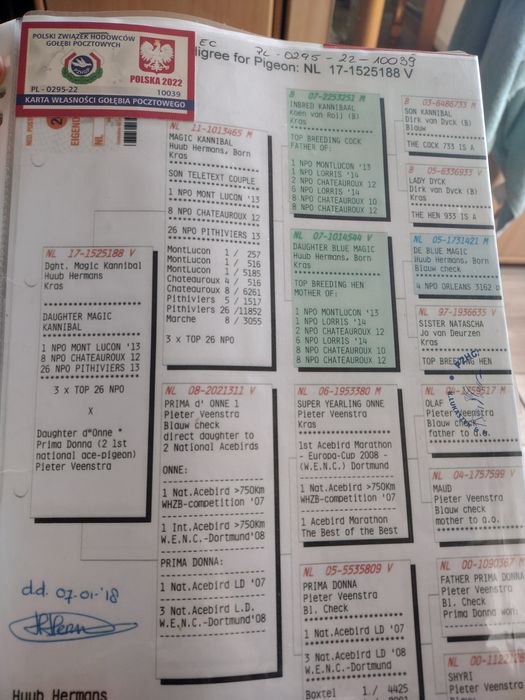 POLSKI ZWIĄZEK HODOWCÓW
GOŁĘBI POCZTOWYCH
POLSKA 2022
PL - 0295-22
10039
KARTA WŁASNOŚCI GOŁĘBIA POCZTOWEGO
EC PL-0295-22-10039
digree for Pigeon: NL 17-1525188 V
EIGEND
NL 17-1525188 V
Dght. Magic Kannibal
Huub Hermans
Kras
DAUGHTER MAGIC
KANNIBAL
1 NPO MONT LUCON '13
8 NPO CHATEAUROUX 12
26 NPO PITHIVIERS 13
3 x TOP 26 NPO
X
Daughter d"Onne *
Prima Donna (2 1st
national ace-pigeon)
Pieter Veenstra
d.d. 07-01-'18
Huub Hermans
NL 11-1013465 M
MAGIC KANNIBAL
Huub Hermans, Born
Kras
SON TELETEXT COUPLE
1 NPO MONT LUCON '13
8 NPO CHATEAUROUX 12
26 NPO PITHIVIERS 13
MontLucon 1 / 257
MontLucon 1 / 516
MontLucon 1 / 5185
Chateauroux 4 / 516
Chateauroux 8 / 6261
Pithiviers 5 / 1517
Pithiviers 26 /11852
Marche 8 / 3055
3 x TOP 26 NPO
NL 08-2021311 V
PRIMA d' ONNE 1
Pieter Veenstra
Blauw check
direct daughter to
2 National Acebirds
ONNE:
1 Nat.Acebird >750Km
WHZB-competition '07
1 Int.Acebird >750Km
W.E.N.C.-Dortmund'08
PRIMA DONNA:
1 Nat.Acebird LD '07
3 Nat.Acebird L.D.
W.E.N.C.-Dortmund'08
B 07-2253251 M
INBRED KANNIBAAL
Koen van Roij (B)
Kras
TOP BREEDING COCK
FATHER OF:
1 NPO MONTLUCON '13
1 NPO LORRIS '14
2 NPO CHATEAUROUX 12
6 NPO LORRIS '14
8 NPO CHATEAUROUX 10
8 NPO CHATEAUROUX 12
NL 07-1014544 V
DAUGHTER BLUE MAGIC
Huub Hermans, Born
Kras
TOP BREEDING HEN
MOTHER OF:
1 NPO MONTLUCON '13
1 NPO LORRIS '14
2 NPO CHATEAUROUX 12
6 NPO LORRIS '14
8 NPO CHATEAUROUX 10
8 NPO CHATEAUROUX 12
NL 06-1953380 M
SUPER YEARLING ONNE
Pieter Veenstra
Kras
1st Acebird Marathon
- Europa-Cup 2008 -
(W.E.N.C.) Dortmund
1 Nat.Acebird >750Km
WHZB-competition '07
1 Acebird Marathon
The Best of the Best
NL 05-5535809 V
PRIMA DONNA
Pieter Veenstra
Bl. Check
1 Nat.Acebird LD '07
3 Nat.Acebird LD
W.E.N.C.-Dortmund'08
Boxtel 1./ 4425
B 03-6486733 M
SON KANNIBAL
Dirk van Dyck (B)
Blauw
THE COCK 733 IS A
B 05-6336933 V
LADY DYCK
Dirk van Dyck (B)
Kras
THE HEN 933 IS A
NL 05-1731421 M
DE BLUE MAGIC
Huub Hermans, Born
Blauw check
4 NPO ORLEANS 3162 d
NL 97-1936635 V
SISTER NATASCHA
Jo van Deurzen
Kras
TOP BREEDING HEN
OLAF
Pieter Veenstra
Blauw check
father to o.a.
NL 04-1757599 V
MAUD
Pieter Veenstra
Blauw check
mother to o.a.
NL 00-1090567 M
FATHER PRIMA DONNA
Pieter Veenstra
Bl. Check
Prima Donna won:
SHYRI
Pieter Veenstra